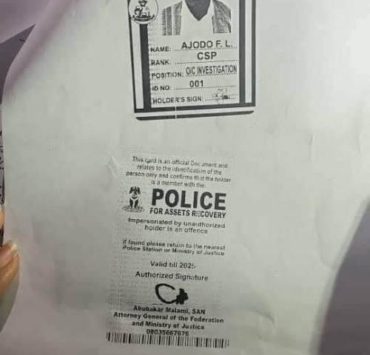 NAME: AJODO F. L.
RANK: CSP
POSITION: OIC INVESTIGATION
ID NO: 001
HOLDER'S SIGN:
This card is an official Document and
relates to the identification of the
person only and confirms that the holder
is a member with the:
POLICE
FOR ASSETS RECOVERY
Impersonated by unauthorized
holder is an offence
If found please return to the nearest
Police Station or Ministry of Justice
Valid till 2025
Authorized Signature
Abubakar Malami, SAN
Attorney General of the Federation
and Ministry of Justice
08035667676